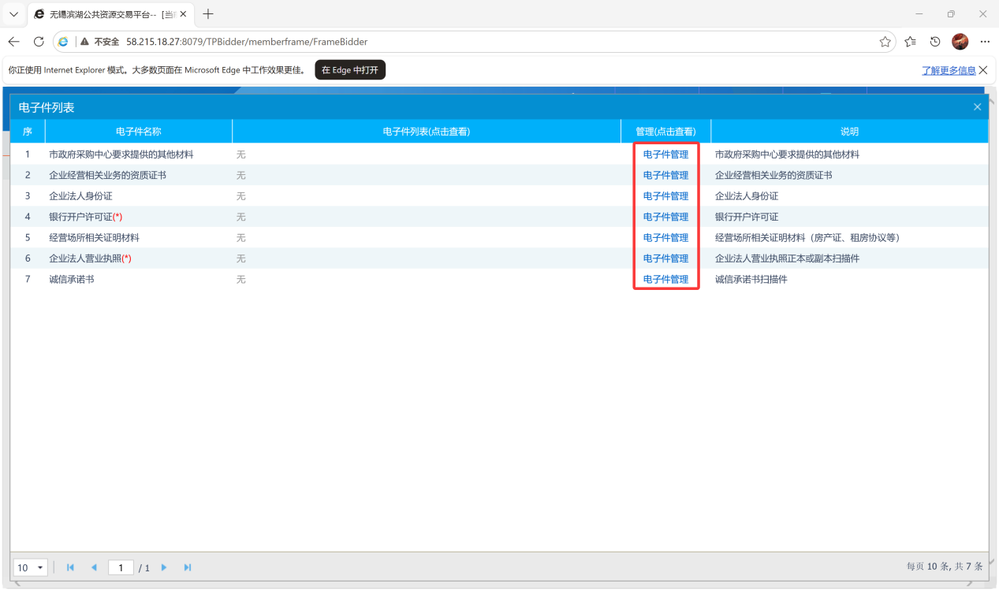 无锡滨湖公共资源交易平台-- [当
不安全 58.215.18.27:8079/TPBidder/memberframe/FrameBidder
你正使用 Internet Explorer 模式。大多数页面在 Microsoft Edge 中工作效果更佳。 在 Edge 中打开 了解更多信息
电子件列表
序 电子件名称 电子件列表(点击查看) 管理(点击查看) 说明
1 市政府采购中心要求提供的其他材料 无 电子件管理 市政府采购中心要求提供的其他材料
2 企业经营相关业务的资质证书 无 电子件管理 企业经营相关业务的资质证书
3 企业法人身份证 无 电子件管理 企业法人身份证
4 银行开户许可证(*) 无 电子件管理 银行开户许可证
5 经营场所相关证明材料 无 电子件管理 经营场所相关证明材料（房产证、租房协议等）
6 企业法人营业执照(*) 无 电子件管理 企业法人营业执照正本或副本扫描件
7 诚信承诺书 无 电子件管理 诚信承诺书扫描件
10 1 / 1 每页 10 条, 共 7 条